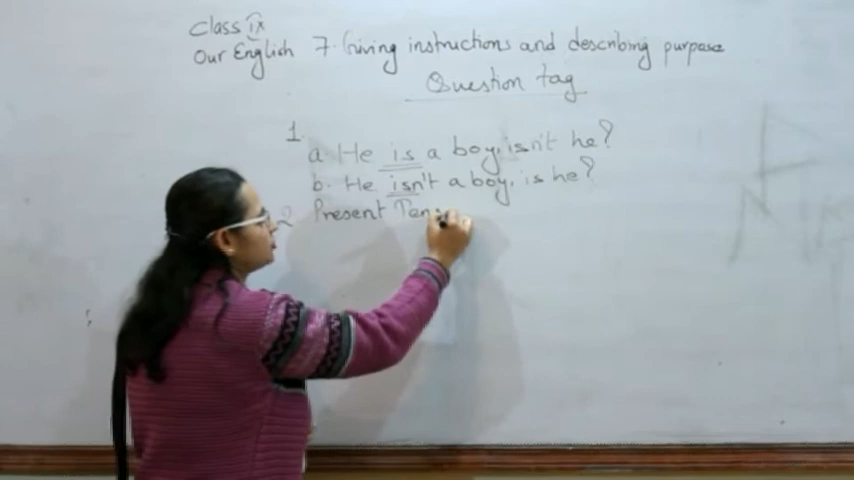 Class ix
Our English 7. Giving instructions and describing purpose
Question tag
1.
a. He is a boy, isn't he?
b. He isn't a boy, is he?
2 Present Tens